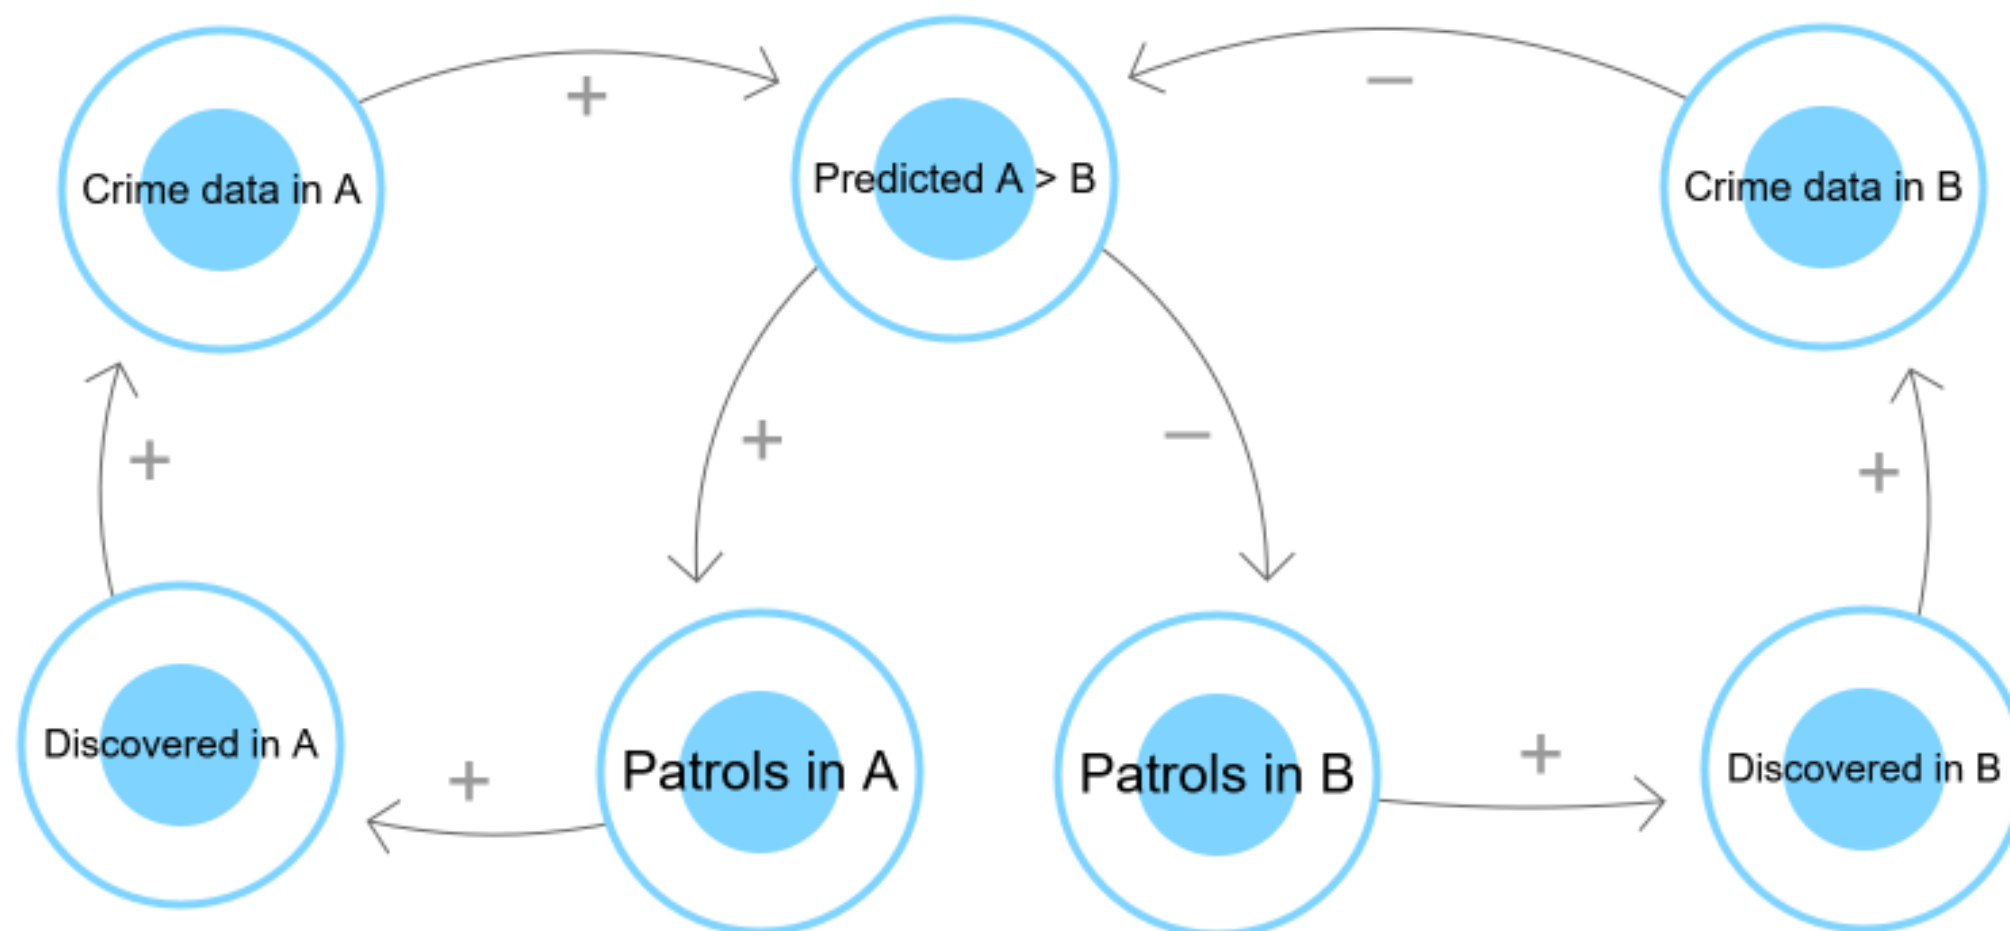 Crime data in A
+
Predicted A > B
−
Crime data in B
+
+
−
+
Discovered in A
+
Patrols in A
Patrols in B
+
Discovered in B